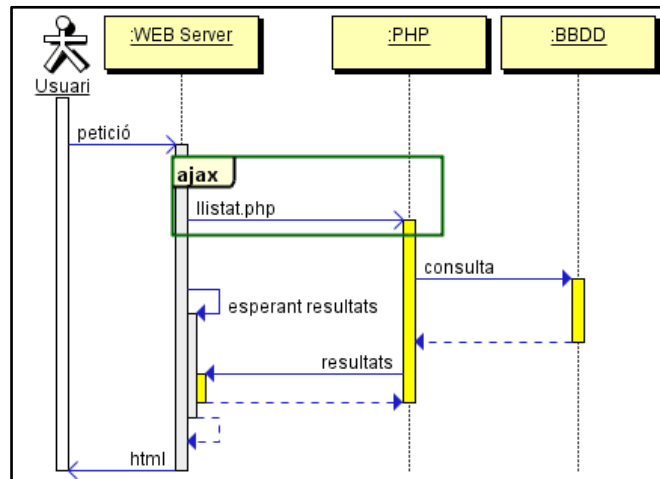 :WEB Server
:PHP
:BBDD
Usuari
petició
ajax
llistat.php
consulta
esperant resultats
resultats
html